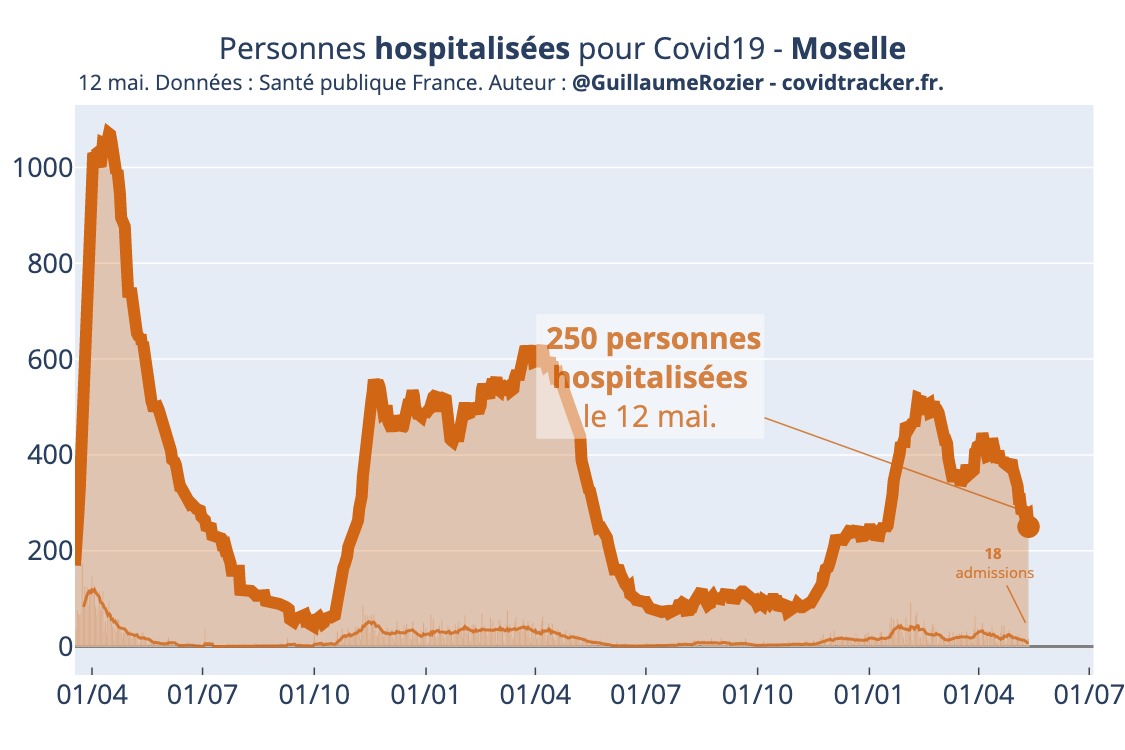 Personnes hospitalisées pour Covid19 - Moselle
12 mai. Données : Santé publique France. Auteur : @GuillaumeRozier - covidtracker.fr.
1000
800
600
400
200
0
250 personnes
hospitalisées
le 12 mai.
18
admissions
01/04 01/07 01/10 01/01 01/04 01/07 01/10 01/01 01/04 01/07